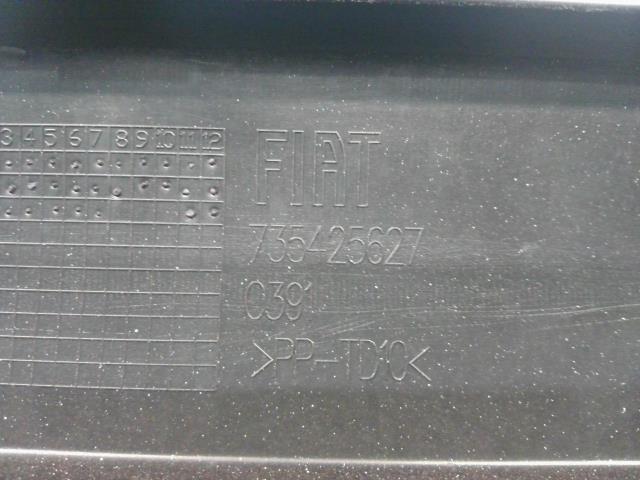 3 4 5 6 7 8 9 10 11 12
FIAT
735425627
C391
>PP-TD10<